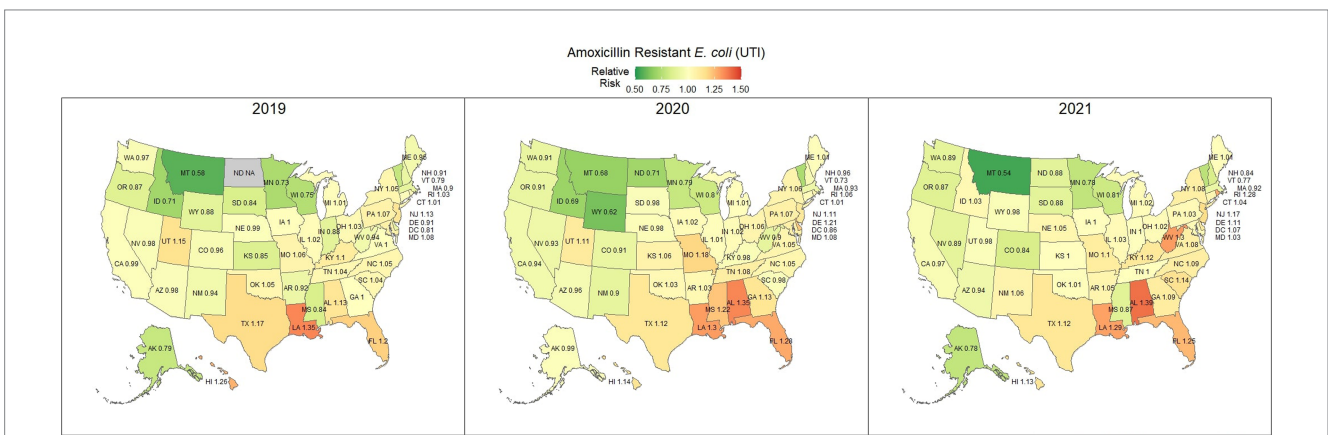 Amoxicillin Resistant E. coli (UTI)
Relative
Risk 0.50 0.75 1.00 1.25 1.50
2019
WA 0.97
MT 0.58
ND NA
MN 0.73
ME 0.96
NH 0.91
VT 0.79
MA 0.9
RI 1.03
CT 1.01
OR 0.87
ID 0.71
WY 0.88
SD 0.84
WI 0.75
MI 1.01
NY 1.05
PA 1.07
NJ 1.13
DE 0.91
DC 0.81
MD 1.08
NV 0.98
UT 1.15
CO 0.96
NE 0.99
IA 1
IL 1.02
OH 1.03
VA 1
CA 0.99
KS 0.85
MO 1.06
KY 1.1
NC 1.05
TN 1.04
SC 1.04
AZ 0.98
NM 0.94
OK 1.05
AR 0.92
MS 0.84
AL 1.13
GA 1
TX 1.17
LA 1.35
FL 1.2
AK 0.79
HI 1.26
2020
WA 0.91
MT 0.68
ND 0.71
MN 0.79
ME 1.01
NH 0.96
VT 0.73
MA 0.93
RI 1.06
CT 1.01
OR 0.91
ID 0.69
WY 0.62
SD 0.98
WI 0.8
MI 1.01
NY 1.06
PA 1.07
NJ 1.11
DE 1.21
DC 0.86
MD 1.08
NV 0.93
UT 1.11
CO 0.91
NE 0.98
IA 1.02
IL 1.01
IN 1.02
OH 1.06
WV 0.9
VA 1.05
CA 0.94
KS 1.06
MO 1.18
KY 0.98
NC 1.05
TN 1.08
SC 0.98
AZ 0.96
NM 0.9
OK 1.03
AR 1.03
MS 1.22
AL 1.35
GA 1.13
TX 1.12
LA 1.3
FL 1.28
AK 0.99
HI 1.14
2021
WA 0.89
MT 0.54
ND 0.88
MN 0.78
ME 1.01
NH 0.84
VT 0.77
MA 0.92
RI 1.28
CT 1.04
OR 0.87
ID 1.03
WY 0.98
SD 0.88
WI 0.81
MI 1.02
NY 1.08
PA 1.03
NJ 1.17
DE 1.11
DC 1.07
MD 1.03
NV 0.89
UT 0.98
CO 0.84
NE 1.05
IA 1.01
IL 1.03
IN 1
OH 1.02
WV 1.3
VA 1.08
CA 0.97
KS 1
MO 1.1
KY 1.12
NC 1.09
TN 1
SC 1.14
AZ 0.94
NM 1.06
OK 1.01
AR 1.05
MS 0.87
AL 1.39
GA 1.09
TX 1.12
LA 1.29
FL 1.25
AK 0.78
HI 1.13